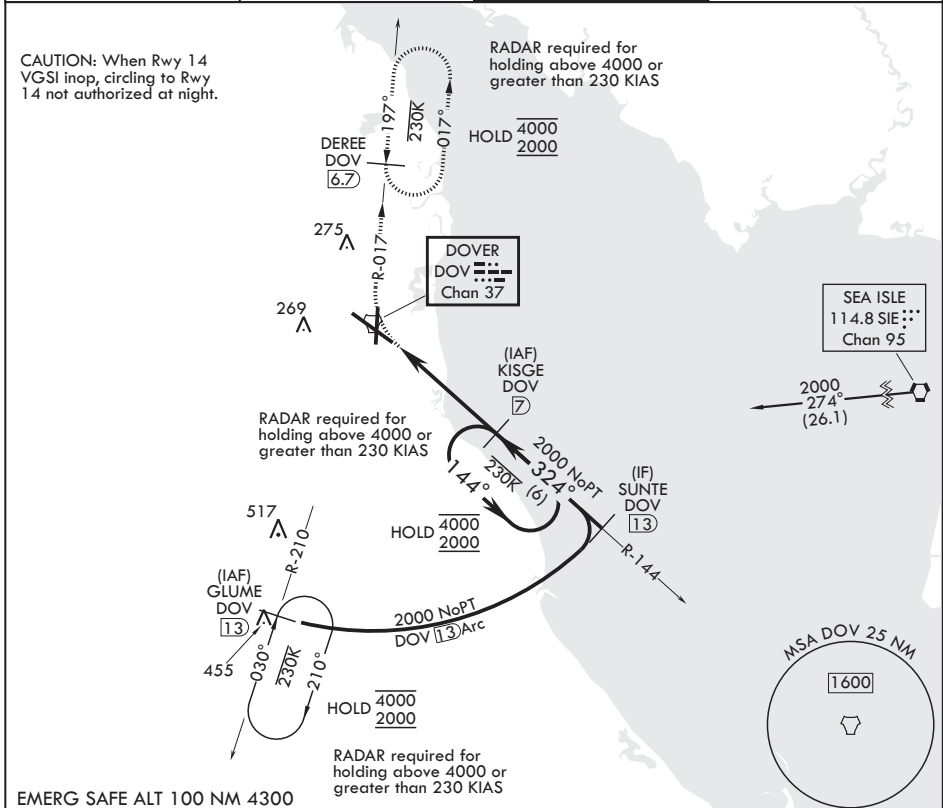 CAUTION: When Rwy 14
VGSI inop, circling to Rwy
14 not authorized at night.
RADAR required for
holding above 4000 or
greater than 230 KIAS
197°
230K
017°
HOLD 4000
2000
DEREE
DOV
6.7
275
R-017
DOVER
DOV
Chan 37
269
SEA ISLE
114.8 SIE
Chan 95
2000
274°
(26.1)
(IAF)
KISGE
DOV
7
RADAR required for
holding above 4000 or
greater than 230 KIAS
2000 NoPT
324°
(6)
230K
144°
(IF)
SUNTE
DOV
13
HOLD 4000
2000
R-144
517
R-210
(IAF)
GLUME
DOV
13
2000 NoPT
DOV 13 Arc
455
030°
230K
210°
HOLD 4000
2000
RADAR required for
holding above 4000 or
greater than 230 KIAS
MSA DOV 25 NM
1600
EMERG SAFE ALT 100 NM 4300